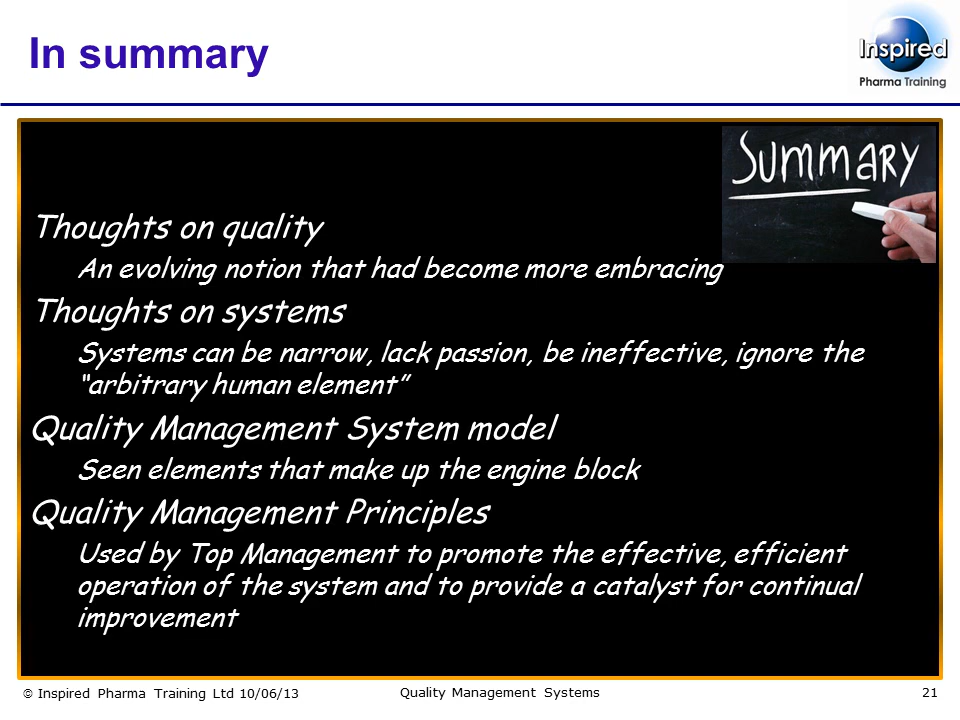 In summary
Inspired
Pharma Training
Summary
Thoughts on quality
An evolving notion that had become more embracing
Thoughts on systems
Systems can be narrow, lack passion, be ineffective, ignore the
“arbitrary human element”
Quality Management System model
Seen elements that make up the engine block
Quality Management Principles
Used by Top Management to promote the effective, efficient
operation of the system and to provide a catalyst for continual
improvement
© Inspired Pharma Training Ltd 10/06/13
Quality Management Systems
21